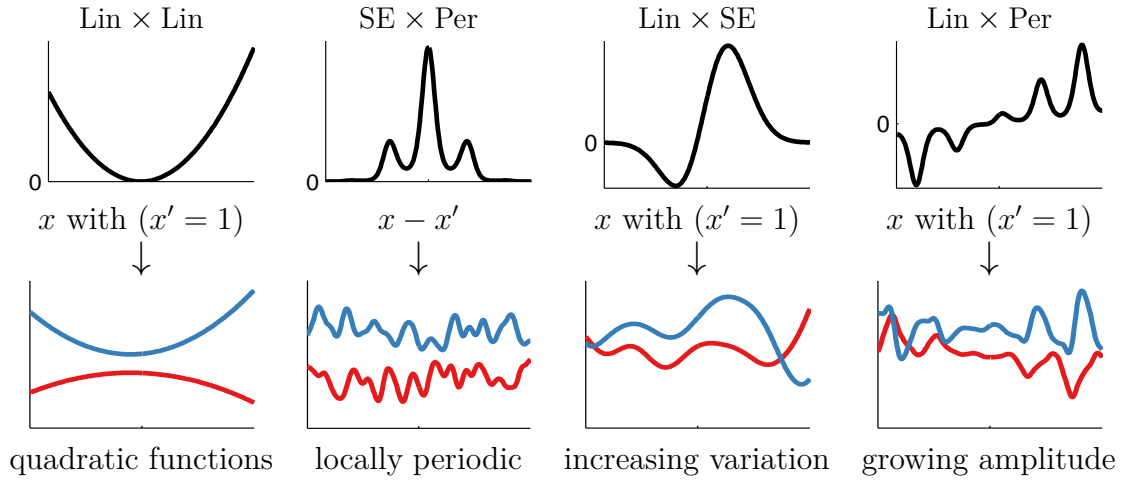 Lin × Lin
SE × Per
Lin × SE
Lin × Per
0
0
0
0
x with (x′ = 1)
x − x′
x with (x′ = 1)
x with (x′ = 1)
quadratic functions
locally periodic
increasing variation
growing amplitude